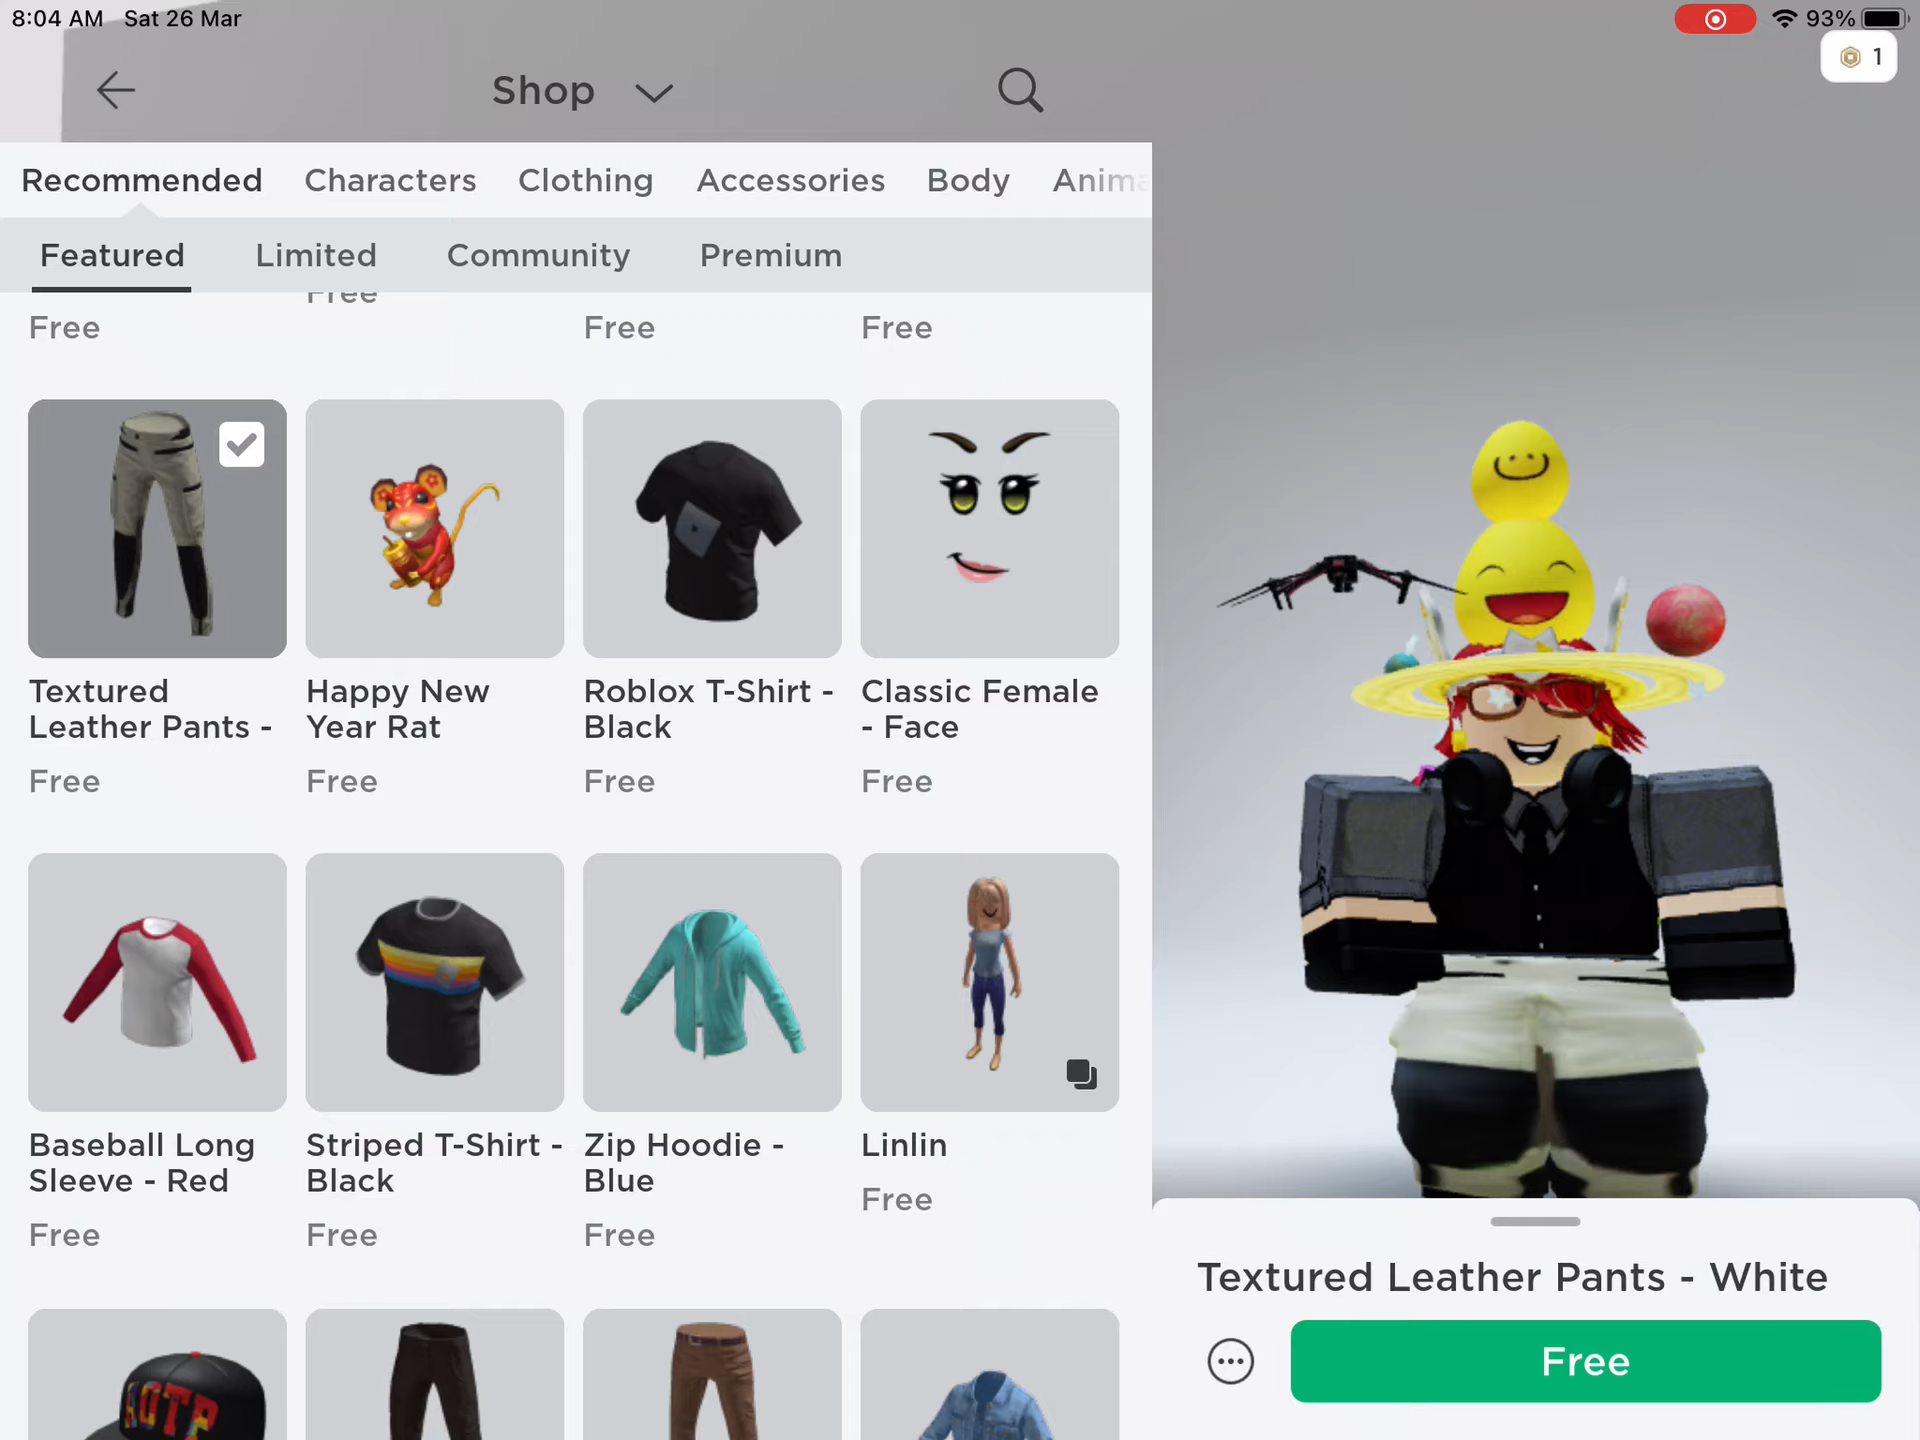 8:04 AM Sat 26 Mar
93%
1
Shop
Recommended Characters Clothing Accessories Body Anima
Featured Limited Community Premium
Free
Free Free Free
Textured
Leather Pants -
Free
Happy New
Year Rat
Free
Roblox T-Shirt -
Black
Free
Classic Female
- Face
Free
Baseball Long
Sleeve - Red
Free
Striped T-Shirt -
Black
Free
Zip Hoodie -
Blue
Free
Linlin
Free
Textured Leather Pants - White
Free